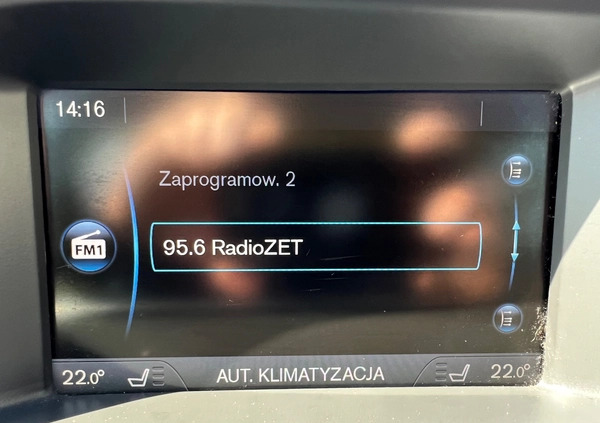 14:16
Zaprogramow. 2
FM1
95.6 RadioZET
22.0° AUT. KLIMATYZACJA 22.0°